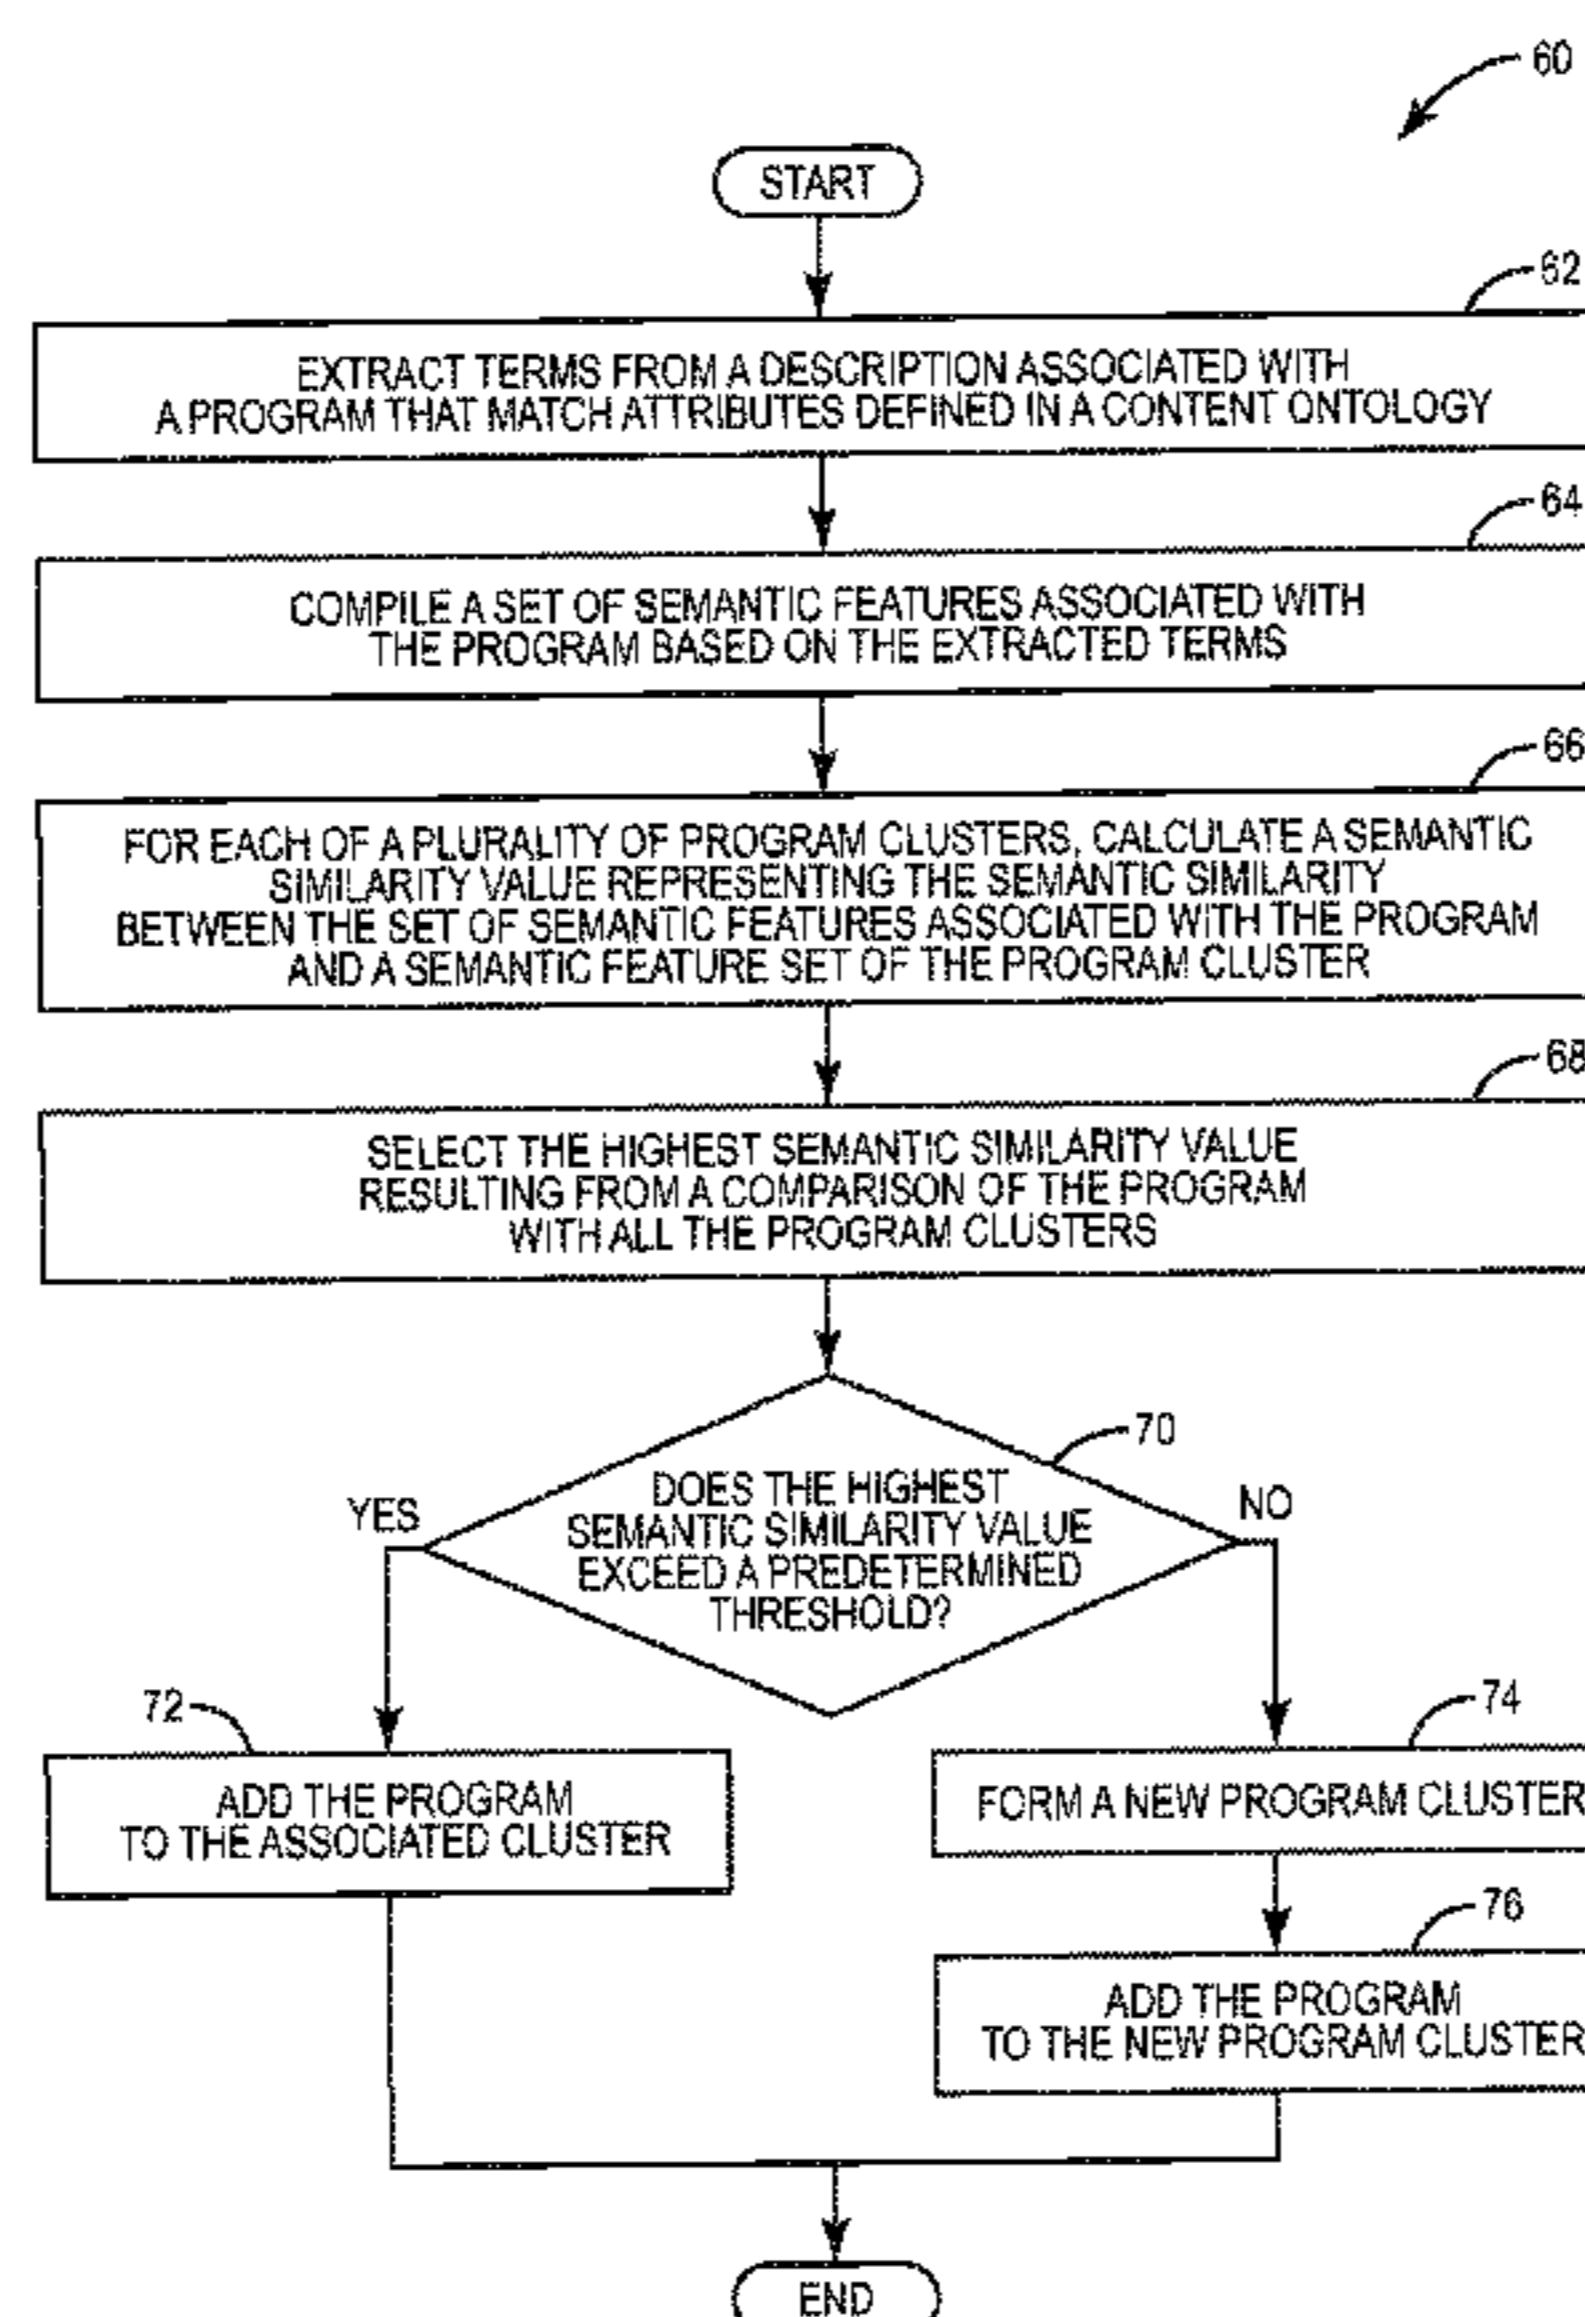 60
START
62
EXTRACT TERMS FROM A DESCRIPTION ASSOCIATED WITH
A PROGRAM THAT MATCH ATTRIBUTES DEFINED IN A CONTENT ONTOLOGY
64
COMPILE A SET OF SEMANTIC FEATURES ASSOCIATED WITH
THE PROGRAM BASED ON THE EXTRACTED TERMS
66
FOR EACH OF A PLURALITY OF PROGRAM CLUSTERS, CALCULATE A SEMANTIC
SIMILARITY VALUE REPRESENTING THE SEMANTIC SIMILARITY
BETWEEN THE SET OF SEMANTIC FEATURES ASSOCIATED WITH THE PROGRAM
AND A SEMANTIC FEATURE SET OF THE PROGRAM CLUSTER
68
SELECT THE HIGHEST SEMANTIC SIMILARITY VALUE
RESULTING FROM A COMPARISON OF THE PROGRAM
WITH ALL THE PROGRAM CLUSTERS
70
DOES THE HIGHEST
SEMANTIC SIMILARITY VALUE
EXCEED A PREDETERMINED
THRESHOLD?
YES
NO
72
ADD THE PROGRAM
TO THE ASSOCIATED CLUSTER
74
FORM A NEW PROGRAM CLUSTER
76
ADD THE PROGRAM
TO THE NEW PROGRAM CLUSTER
END